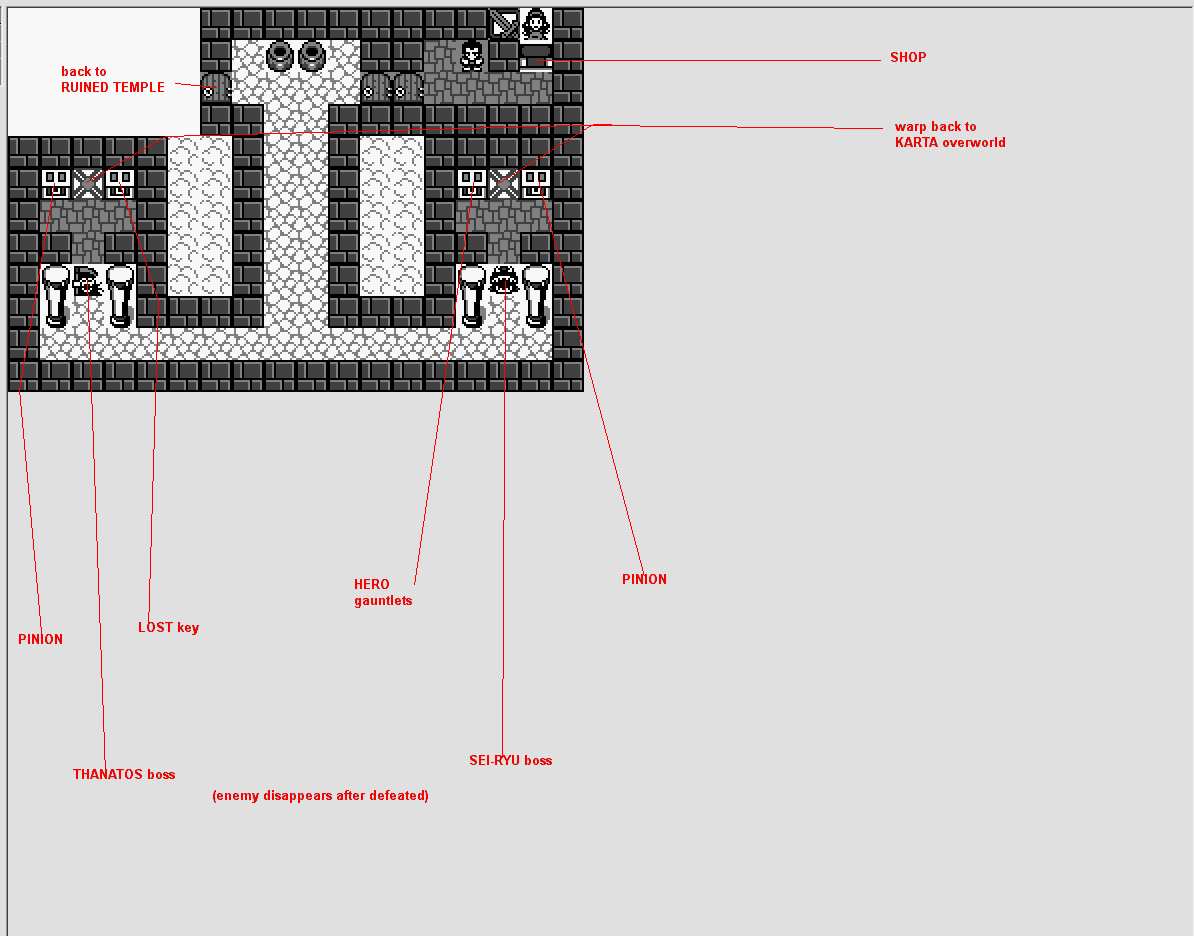 back to
RUINED TEMPLE
SHOP
warp back to
KARTA overworld
HERO
gauntlets
PINION
LOST key
PINION
SEI-RYU boss
THANATOS boss
(enemy disappears after defeated)